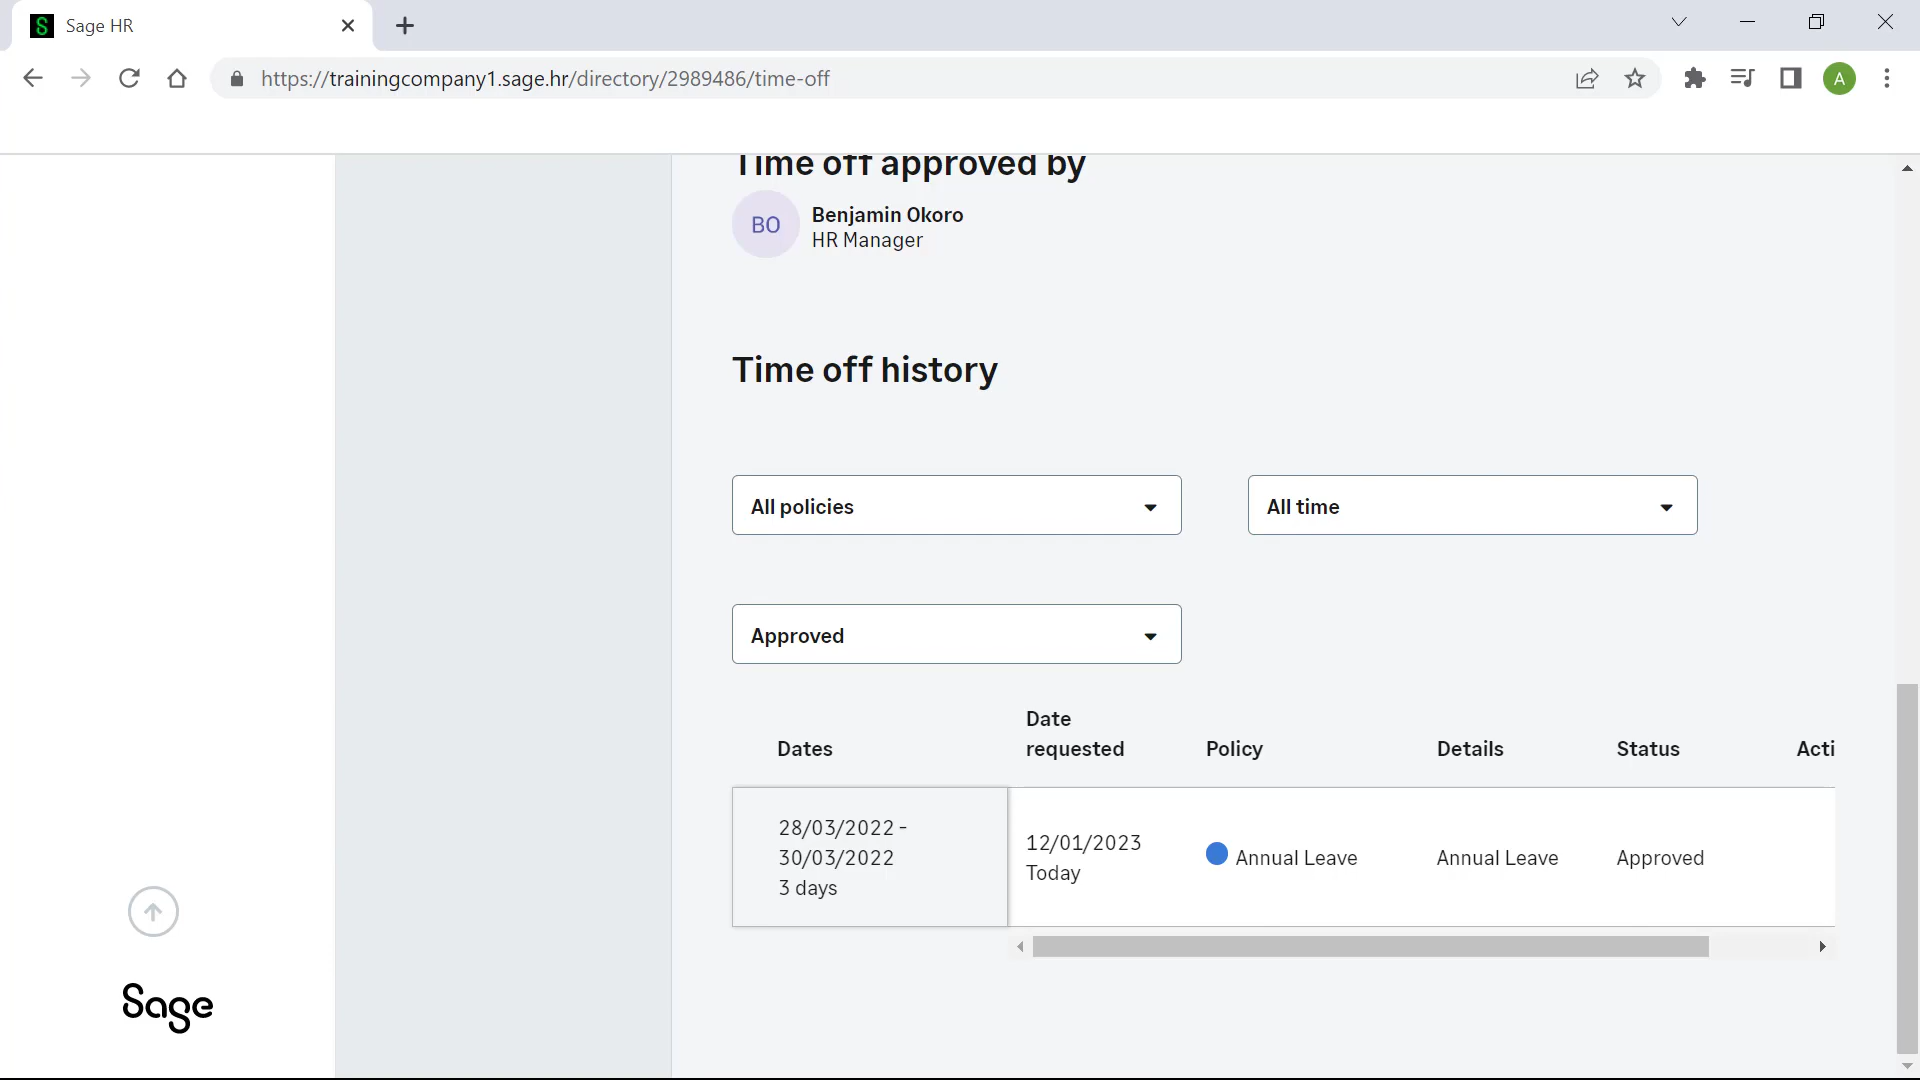 Sage HR
https://trainingcompany1.sage.hr/directory/2989486/time-off
A
Time off approved by
BO
Benjamin Okoro
HR Manager
Time off history
All policies
All time
Approved
Dates
Date requested
Policy
Details
Status
Acti
28/03/2022 -
30/03/2022
3 days
12/01/2023
Today
Annual Leave
Annual Leave
Approved
Sage